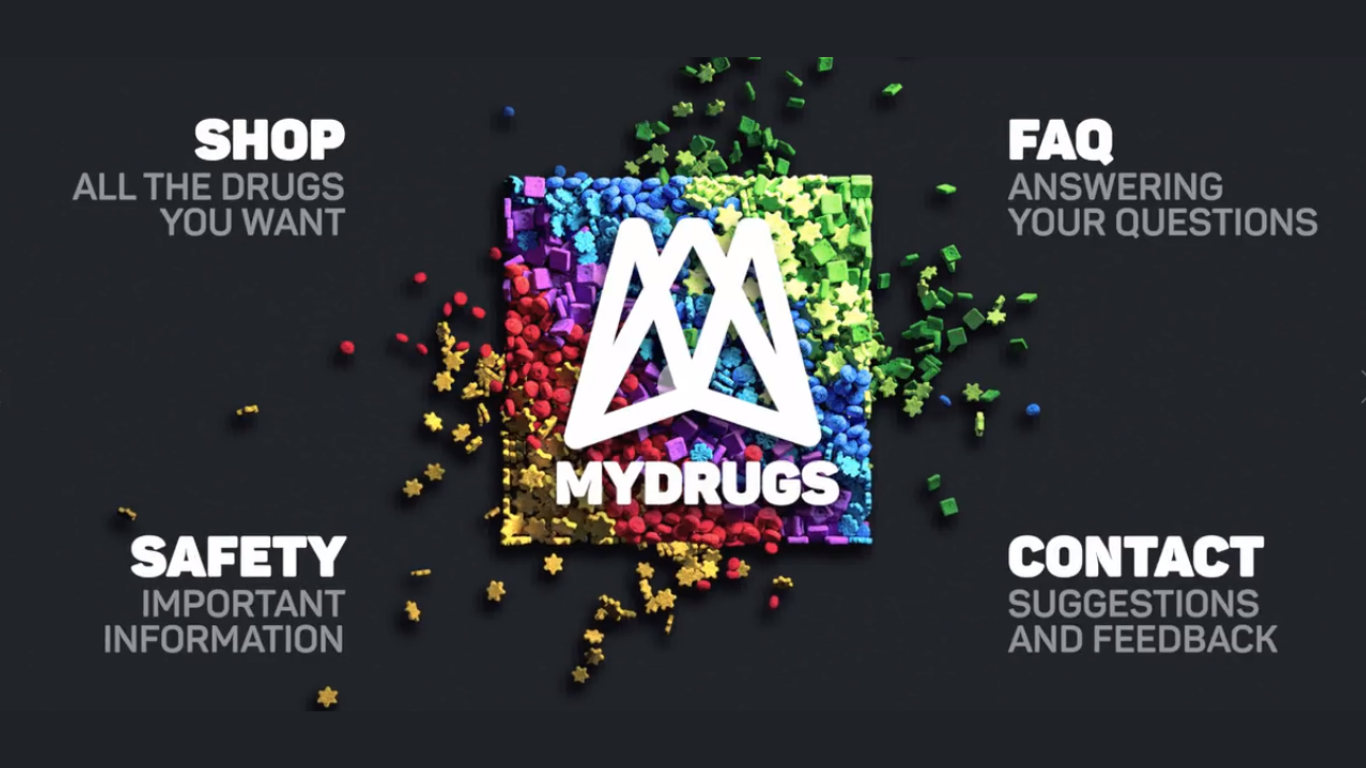 SHOP
ALL THE DRUGS
YOU WANT
FAQ
ANSWERING
YOUR QUESTIONS
MYDRUGS
SAFETY
IMPORTANT
INFORMATION
CONTACT
SUGGESTIONS
AND FEEDBACK